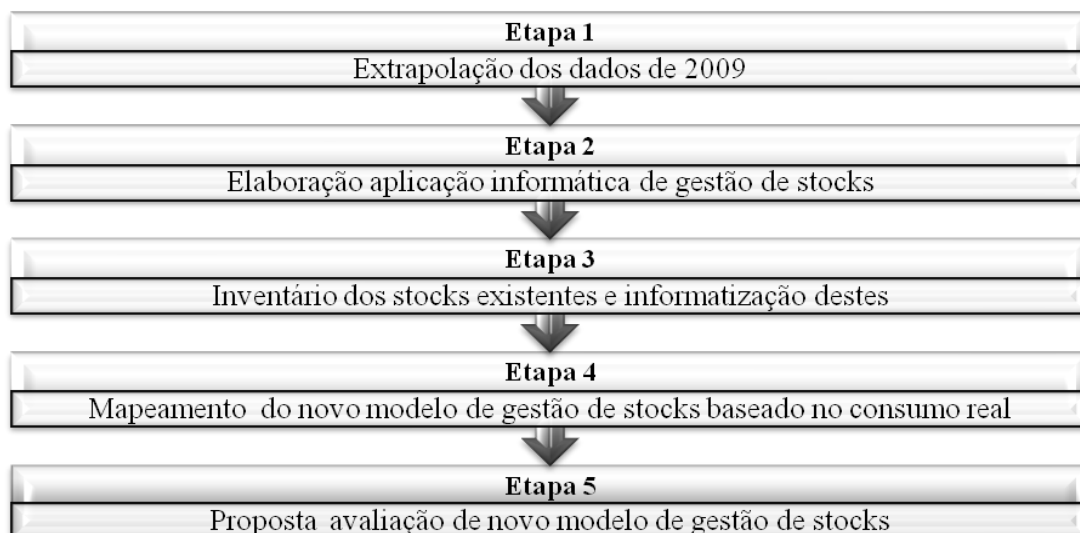 Etapa 1
Extrapolação dos dados de 2009
Etapa 2
Elaboração aplicação informática de gestão de stocks
Etapa 3
Inventário dos stocks existentes e informatização destes
Etapa 4
Mapeamento do novo modelo de gestão de stocks baseado no consumo real
Etapa 5
Proposta avaliação de novo modelo de gestão de stocks